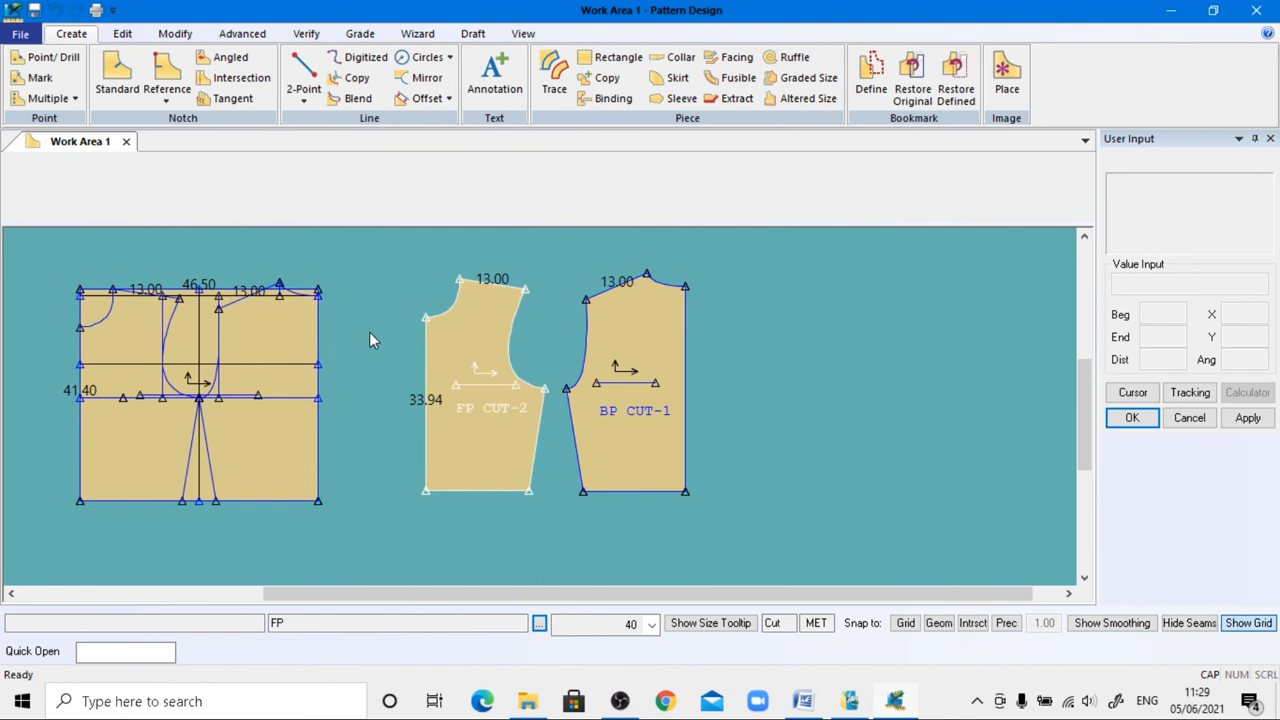 Work Area 1 - Pattern Design
File Create Edit Modify Advanced Verify Grade Wizard Draft View
Point/ Drill
Mark
Multiple
Point
Standard
Reference
Angled
Intersection
Tangent
Notch
2-Point
Digitized
Copy
Blend
Circles
Mirror
Offset
Line
Annotation
Text
Trace
Rectangle
Copy
Binding
Collar
Skirt
Sleeve
Facing
Fusible
Extract
Ruffle
Graded Size
Altered Size
Piece
Define
Restore Original
Restore Defined
Bookmark
Place
Image
Work Area 1
13.00
46.50
13.00
41.40
13.00
33.94
FP CUT-2
13.00
BP CUT-1
User Input
Value Input
Beg X
End Y
Dist Ang
Cursor Tracking Calculator
OK Cancel Apply
FP ... 40 Show Size Tooltip Cut MET Snap to: Grid Geom Intrsct Prec 1.00 Show Smoothing Hide Seams Show Grid
Quick Open
Ready CAP NUM SCRL
Type here to search
ENG
11:29
05/06/2021
4